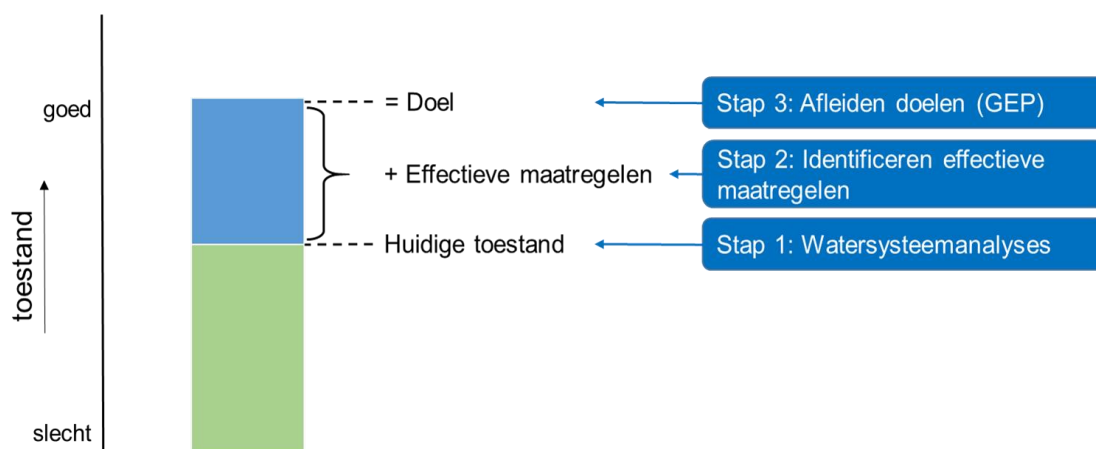 goed
= Doel
Stap 3: Afleiden doelen (GEP)
+ Effectieve maatregelen
Stap 2: Identificeren effectieve
maatregelen
Huidige toestand
Stap 1: Watersysteemanalyses
toestand
slecht